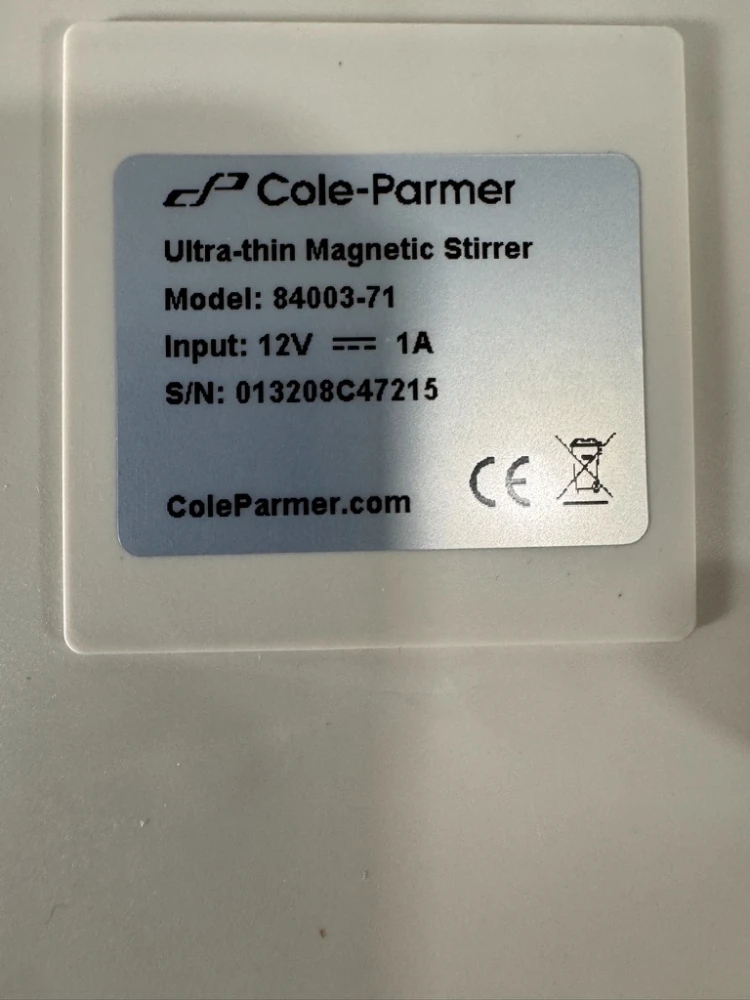 Cole-Parmer
Ultra-thin Magnetic Stirrer
Model: 84003-71
Input: 12V ⎓ 1A
S/N: 013208C47215
ColeParmer.com
CE